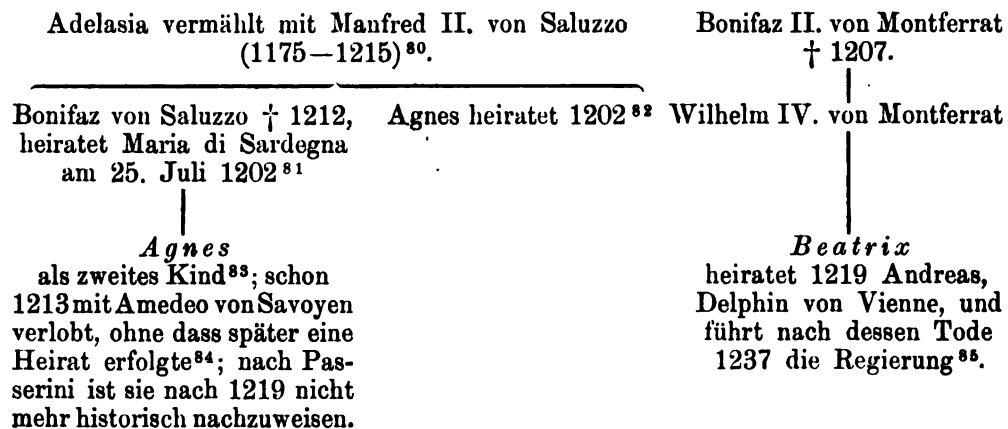 Adelasia vermählt mit Manfred II. von Saluzzo
(1175—1215)⁸⁰.
Bonifaz II. von Montferrat
† 1207.
Bonifaz von Saluzzo † 1212,
heiratet Maria di Sardegna
am 25. Juli 1202⁸¹
Agnes heiratet 1202⁸²
Wilhelm IV. von Montferrat
Agnes
als zweites Kind⁸³; schon
1213 mit Amedeo von Savoyen
verlobt, ohne dass später eine
Heirat erfolgte⁸⁴; nach Pas-
serini ist sie nach 1219 nicht
mehr historisch nachzuweisen.
Beatrix
heiratet 1219 Andreas,
Delphin von Vienne, und
führt nach dessen Tode
1237 die Regierung⁸⁵.